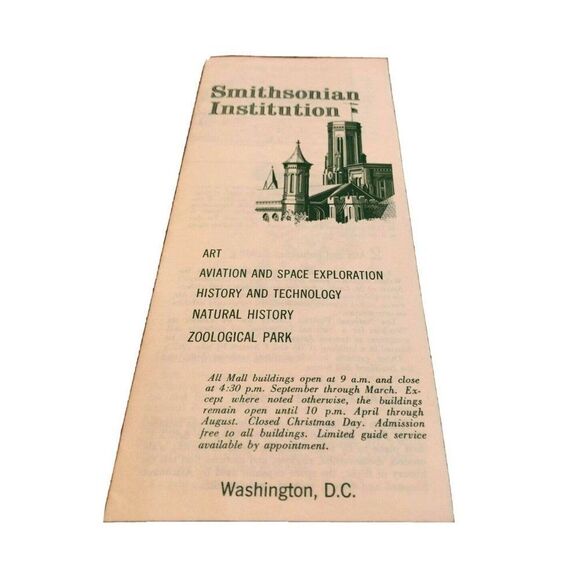 Smithsonian
Institution
ART
AVIATION AND SPACE EXPLORATION
HISTORY AND TECHNOLOGY
NATURAL HISTORY
ZOOLOGICAL PARK
All Mall buildings open at 9 a.m. and close
at 4:30 p.m. September through March. Ex-
cept where noted otherwise, the buildings
remain open until 10 p.m. April through
August. Closed Christmas Day. Admission
free to all buildings. Limited guide service
available by appointment.
Washington, D.C.